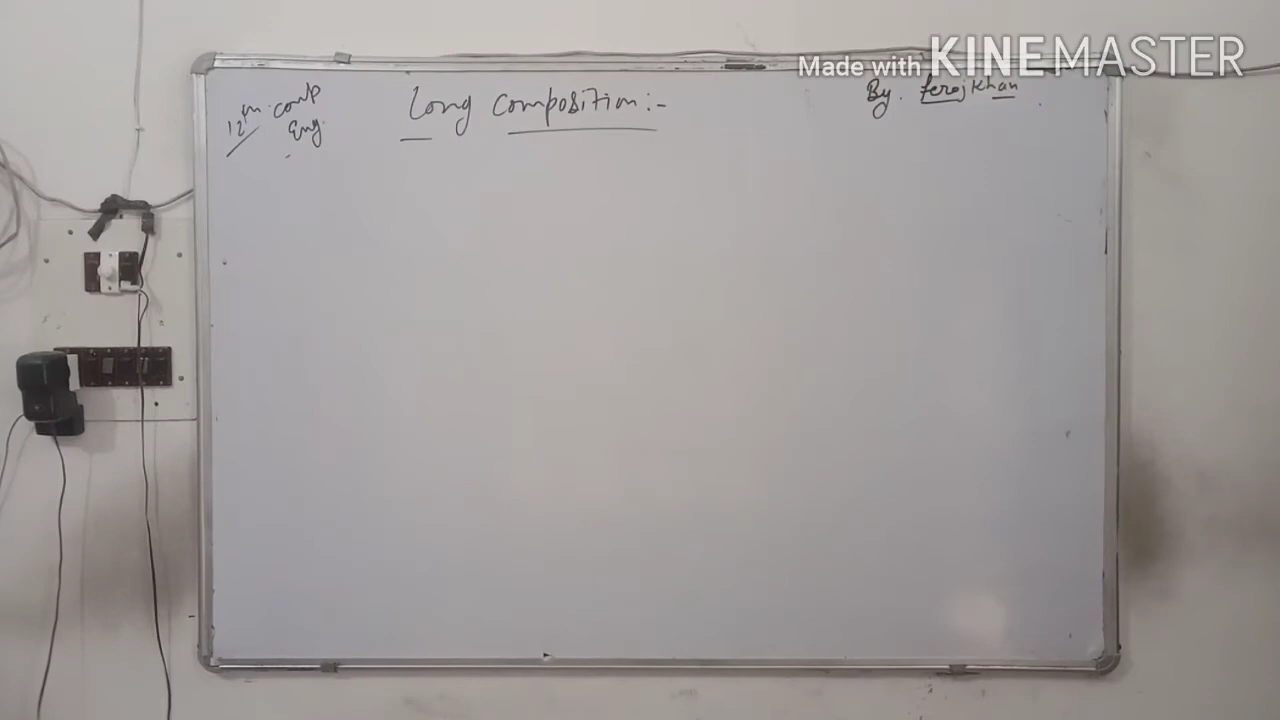 Made with KINEMASTER
12th comp
Eng.
Long composition:-
By. ferojkhan